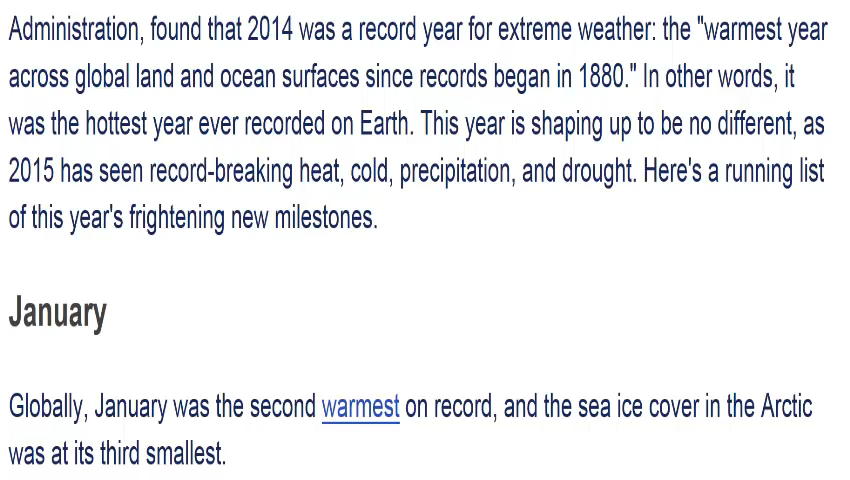 Administration, found that 2014 was a record year for extreme weather: the "warmest year
across global land and ocean surfaces since records began in 1880." In other words, it
was the hottest year ever recorded on Earth. This year is shaping up to be no different, as
2015 has seen record-breaking heat, cold, precipitation, and drought. Here's a running list
of this year's frightening new milestones.
January
Globally, January was the second warmest on record, and the sea ice cover in the Arctic
was at its third smallest.